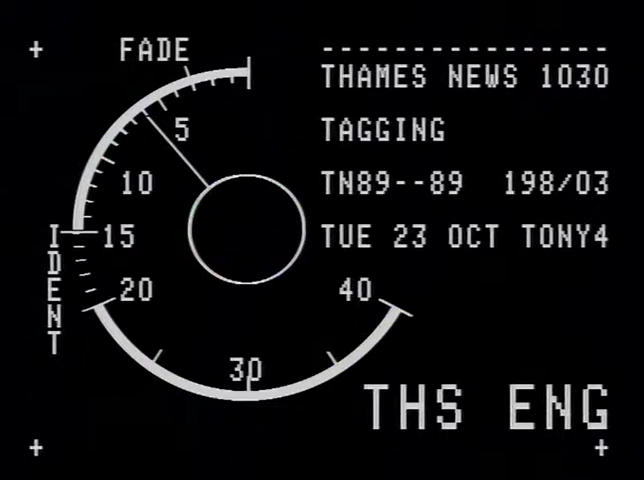 FADE
----------------
THAMES NEWS 1030
TAGGING
TN89--89 198/03
TUE 23 OCT TONY4
5
10
15
20
30
40
IDENT
THS ENG